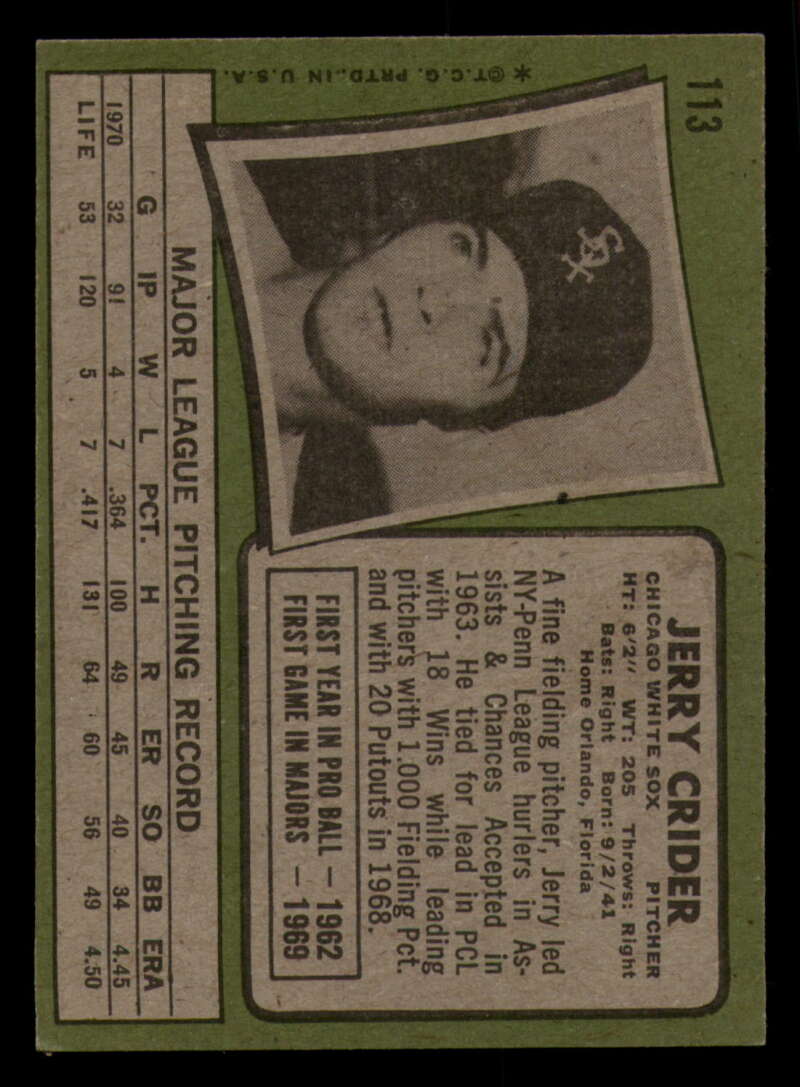 113
* ©T.C.G. PRTD. IN U.S.A.
SOX
JERRY CRIDER
CHICAGO WHITE SOX PITCHER
HT: 6'2" WT: 205 Throws: Right
Bats: Right Born: 9/2/41
Home Orlando, Florida
A fine fielding pitcher, Jerry led
NY-Penn League hurlers in As-
sists & Chances Accepted in
1963. He tied for lead in PCL
with 18 Wins while leading
pitchers with 1.000 Fielding Pct.
and with 20 Putouts in 1968.
FIRST YEAR IN PRO BALL — 1962
FIRST GAME IN MAJORS — 1969
MAJOR LEAGUE PITCHING RECORD
G IP W L PCT. H R ER SO BB ERA
1970 32 91 4 7 .364 100 49 45 40 34 4.45
LIFE 53 120 5 7 .417 131 64 60 56 49 4.50